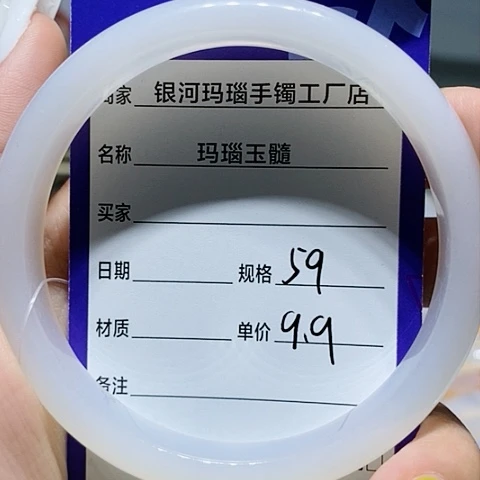 商家 银河玛瑙手镯工厂店
名称 玛瑙玉髓
买家
日期 规格 59
材质 单价 9.9
备注